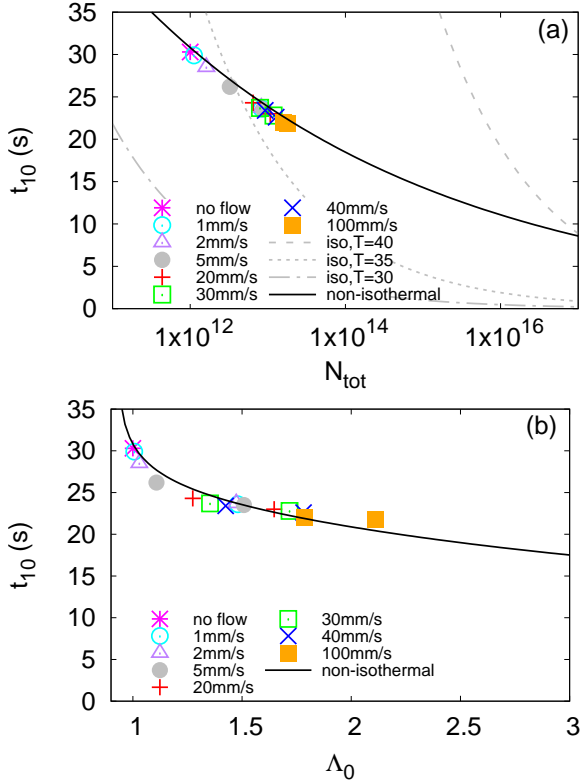 35
(a)
30
25
20
t10 (s)
15
10
no flow 40mm/s
1mm/s 100mm/s
2mm/s iso,T=40
5mm/s iso,T=35
20mm/s iso,T=30
30mm/s non-isothermal
5
0
1x10^12 1x10^14 1x10^16
Ntot
35
(b)
30
25
20
t10 (s)
15
10
no flow 30mm/s
1mm/s 40mm/s
2mm/s 100mm/s
5mm/s non-isothermal
20mm/s
5
0
1 1.5 2 2.5 3
Λ0